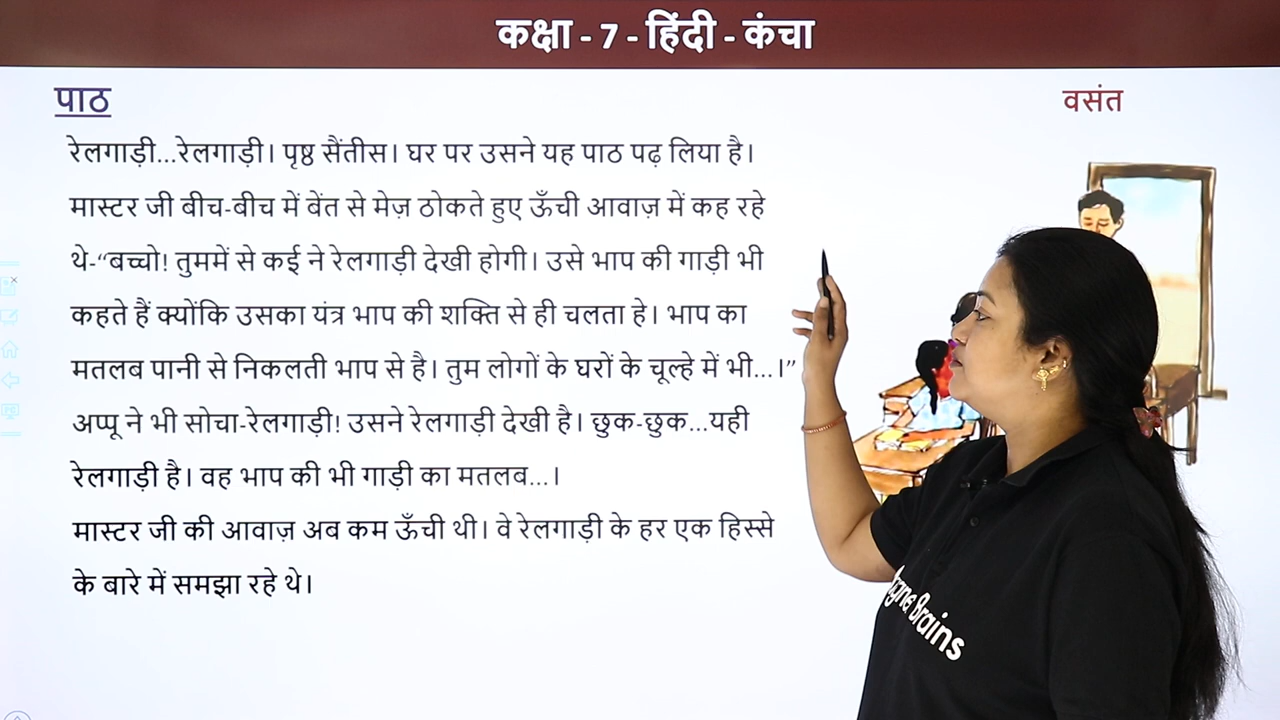 कक्षा - 7 - हिंदी - कंचा
पाठ
वसंत
रेलगाड़ी...रेलगाड़ी। पृष्ठ सैंतीस। घर पर उसने यह पाठ पढ़ लिया है।
मास्टर जी बीच-बीच में बेंत से मेज़ ठोकते हुए ऊँची आवाज़ में कह रहे
थे-“बच्चो! तुममें से कई ने रेलगाड़ी देखी होगी। उसे भाप की गाड़ी भी
कहते हैं क्योंकि उसका यंत्र भाप की शक्ति से ही चलता हे। भाप का
मतलब पानी से निकलती भाप से है। तुम लोगों के घरों के चूल्हे में भी...।”
अप्पू ने भी सोचा-रेलगाड़ी! उसने रेलगाड़ी देखी है। छुक-छुक...यही
रेलगाड़ी है। वह भाप की भी गाड़ी का मतलब...।
मास्टर जी की आवाज़ अब कम ऊँची थी। वे रेलगाड़ी के हर एक हिस्से
के बारे में समझा रहे थे।
Brains